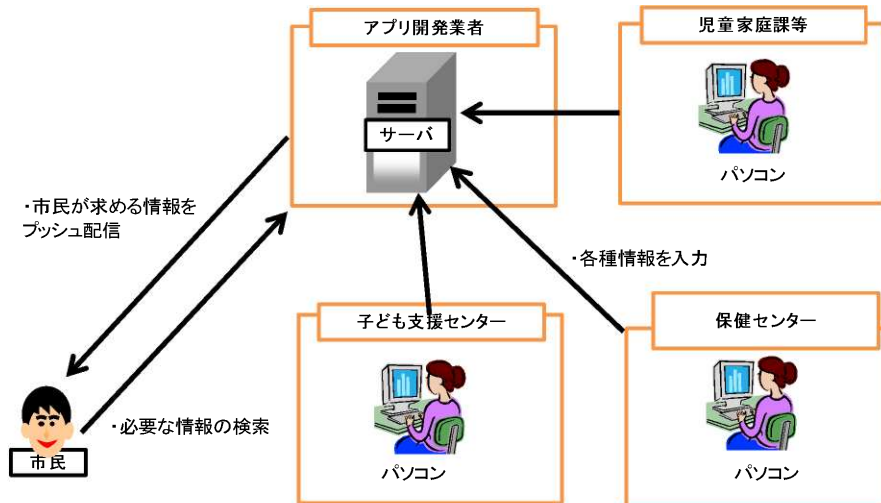 アプリ開発業者
児童家庭課等
サーバ
パソコン
・市民が求める情報を
プッシュ配信
・各種情報を入力
子ども支援センター
保健センター
・必要な情報の検索
市民
パソコン
パソコン